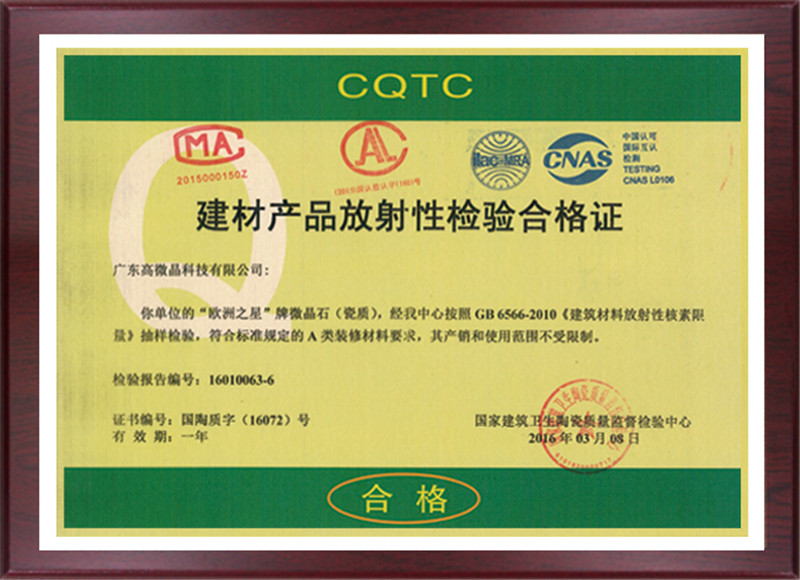 CQTC
MA
2015000150Z
AL
ilac-MRA
CNAS
中国认可
国际互认
检测
TESTING
CNAS L0106
建材产品放射性检验合格证
广东高微晶科技有限公司:
你单位的“欧洲之星”牌微晶石（瓷质），经我中心按照 GB 6566-2010《建筑材料放射性核素限
量》抽样检验，符合标准规定的 A 类装修材料要求，其产销和使用范围不受限制。
检验报告编号：16010063-6
证书编号：国陶质字（16072）号
有 效 期：一年
国家建筑卫生陶瓷质量监督检验中心
2016 年 03 月 08 日
合 格